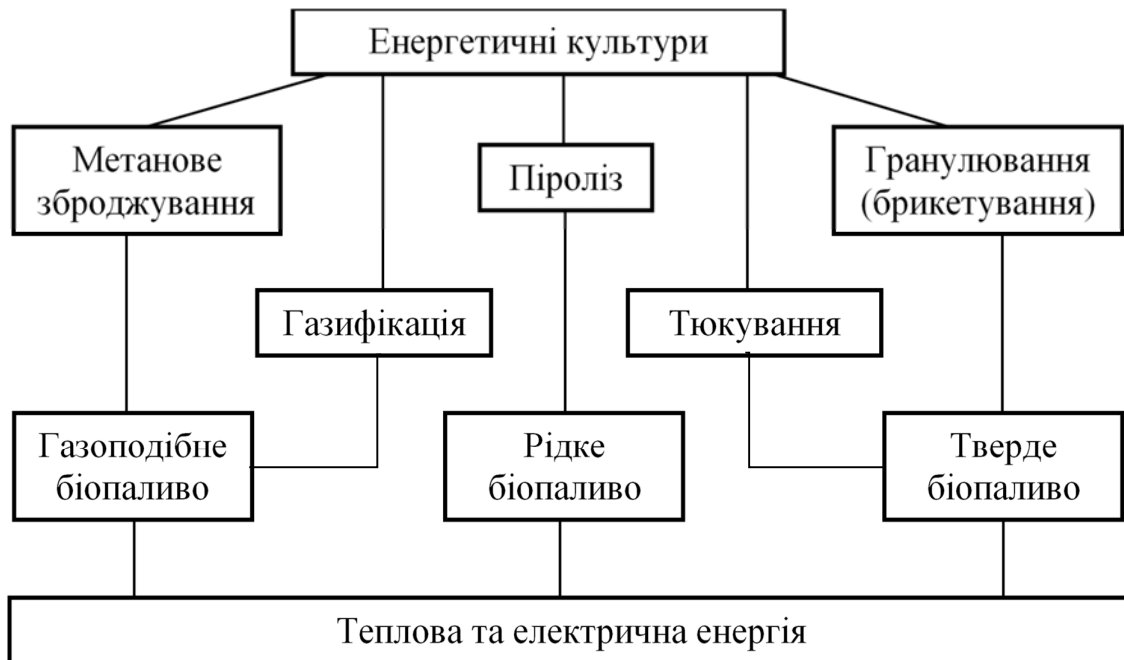 Енергетичні культури
Метанове
зброджування
Піроліз
Гранулювання
(брикетування)
Газифікація
Тюкування
Газоподібне
біопаливо
Рідке
біопаливо
Тверде
біопаливо
Теплова та електрична енергія